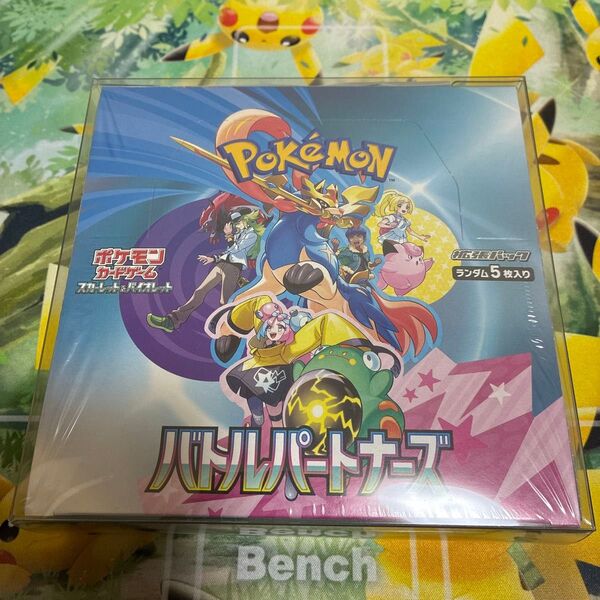 POKÉMON
TM
ポケモン
カードゲーム
スカーレット&バイオレット
拡張パック
ランダム5枚入り
バトルパートナーズ
Bench
Bench